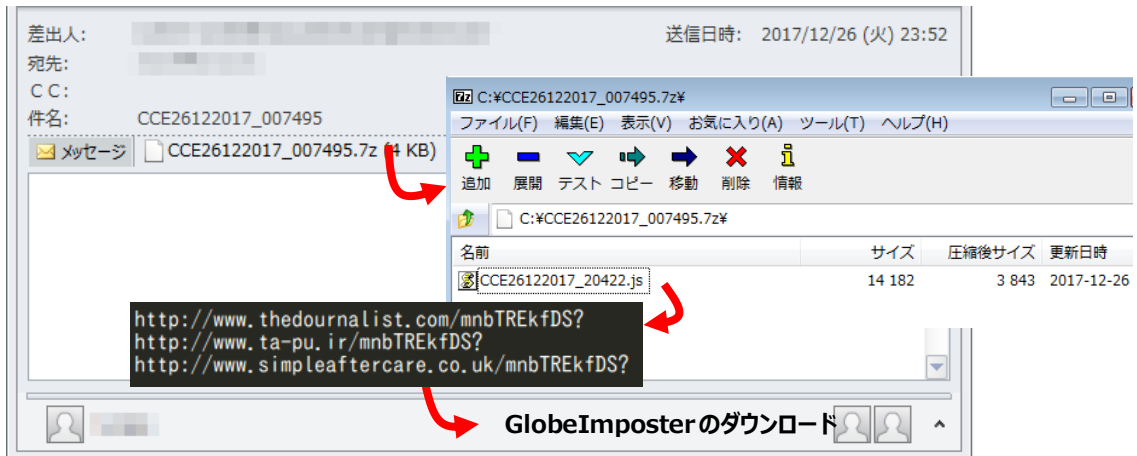 差出人:
送信日時: 2017/12/26 (火) 23:52
宛先:
CC:
件名: CCE26122017_007495
メッセージ CCE26122017_007495.7z (4 KB)
C:¥CCE26122017_007495.7z¥
ファイル(F) 編集(E) 表示(V) お気に入り(A) ツール(T) ヘルプ(H)
追加 展開 テスト コピー 移動 削除 情報
C:¥CCE26122017_007495.7z¥
名前 サイズ 圧縮後サイズ 更新日時
CCE26122017_20422.js 14 182 3 843 2017-12-26
http://www.thedournalist.com/mnbTREkfDS?
http://www.ta-pu.ir/mnbTREkfDS?
http://www.simpleaftercare.co.uk/mnbTREkfDS?
GlobeImposterのダウンロード